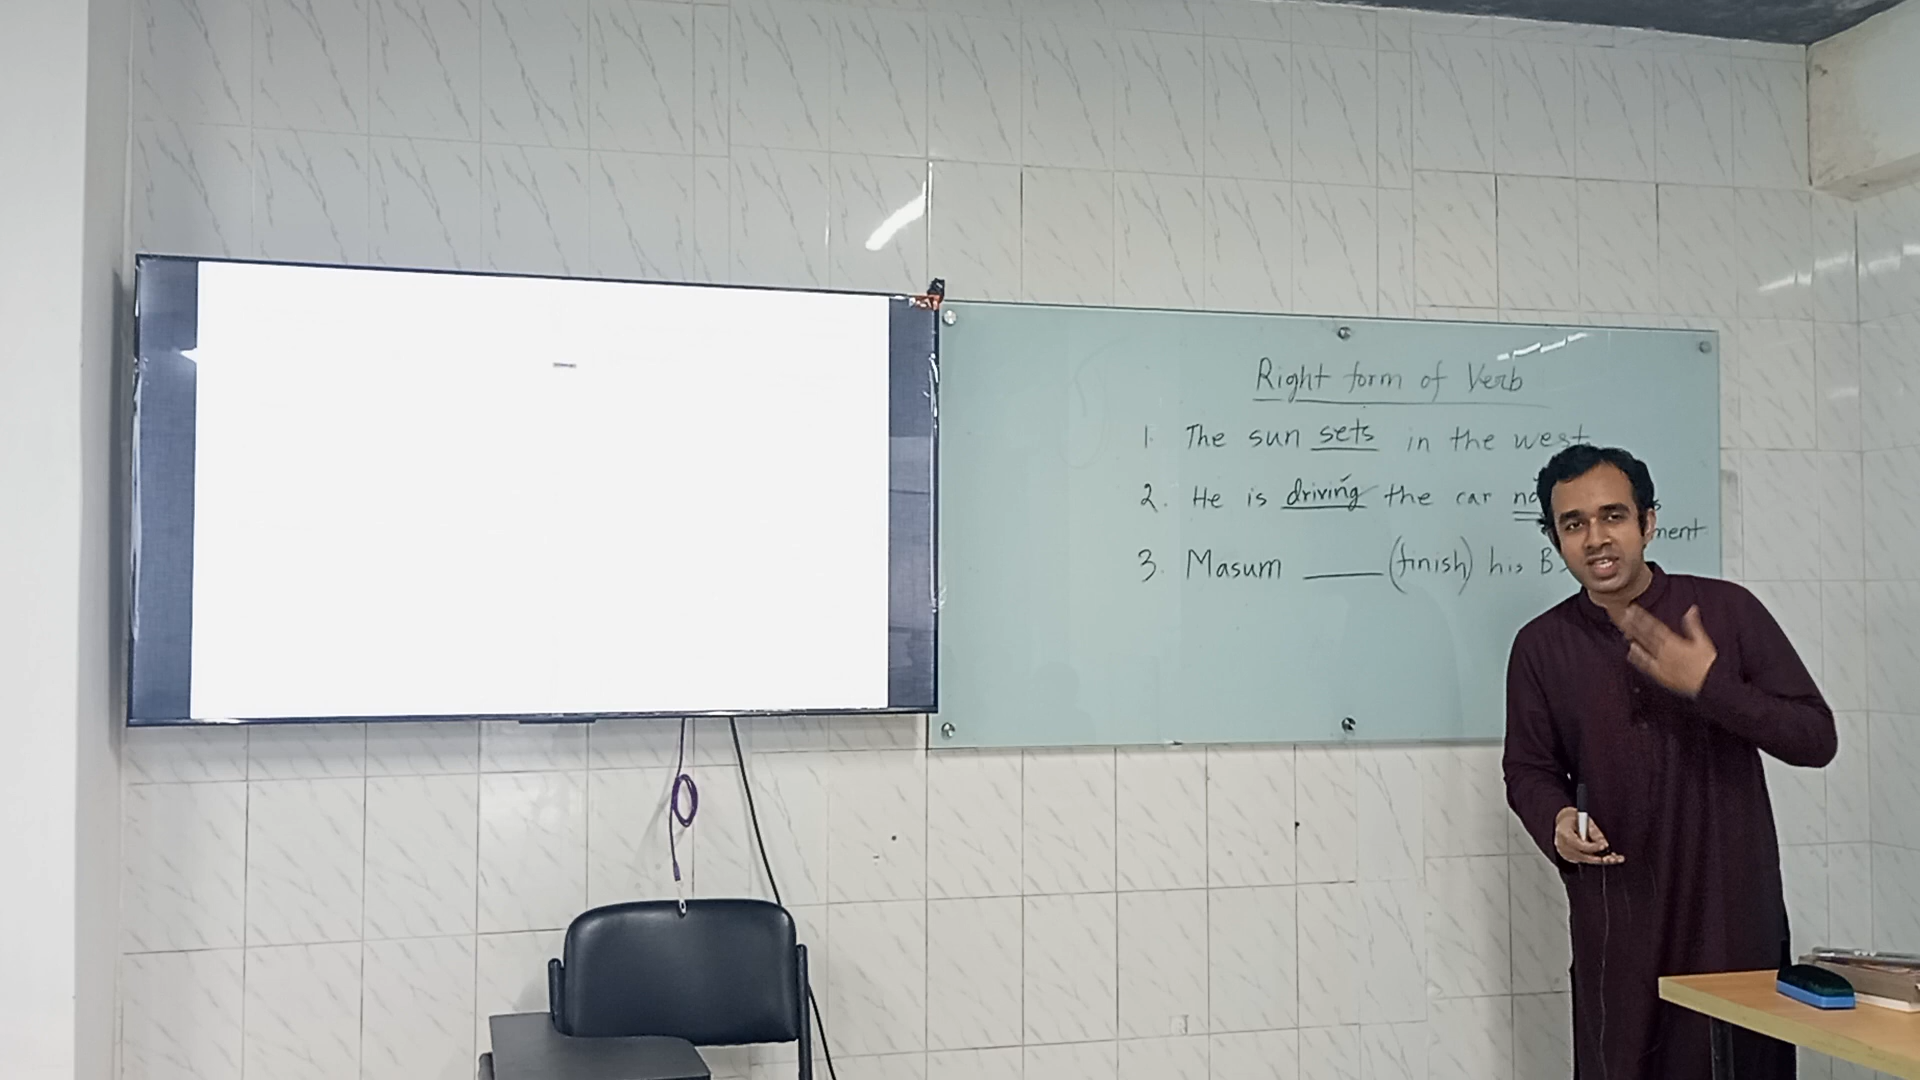 Right form of Verb
1. The sun sets in the west
2. He is driving the car
3. Masum ____ (finish) his